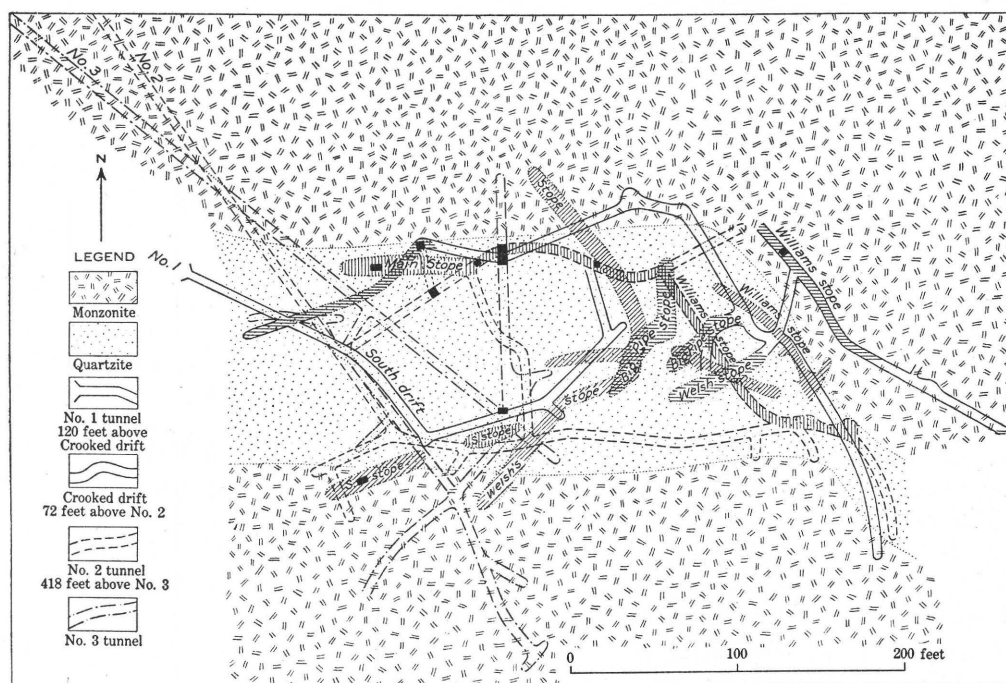 No. 3
No. 2
N
LEGEND
Monzonite
Quartzite
No. 1 tunnel
120 feet above
Crooked drift
Crooked drift
72 feet above No. 2
No. 2 tunnel
418 feet above No. 3
No. 3 tunnel
No. 1
Main Stope
Stope
Williams stope
Williams stope
Williams stope
South drift
Big Pipe stope
stope
Welsh stope
stope
S stope
stope
Welsh's
0 100 200 feet